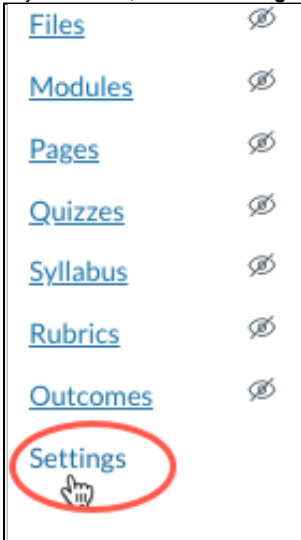 Files
Modules
Pages
Quizzes
Syllabus
Rubrics
Outcomes
Settings